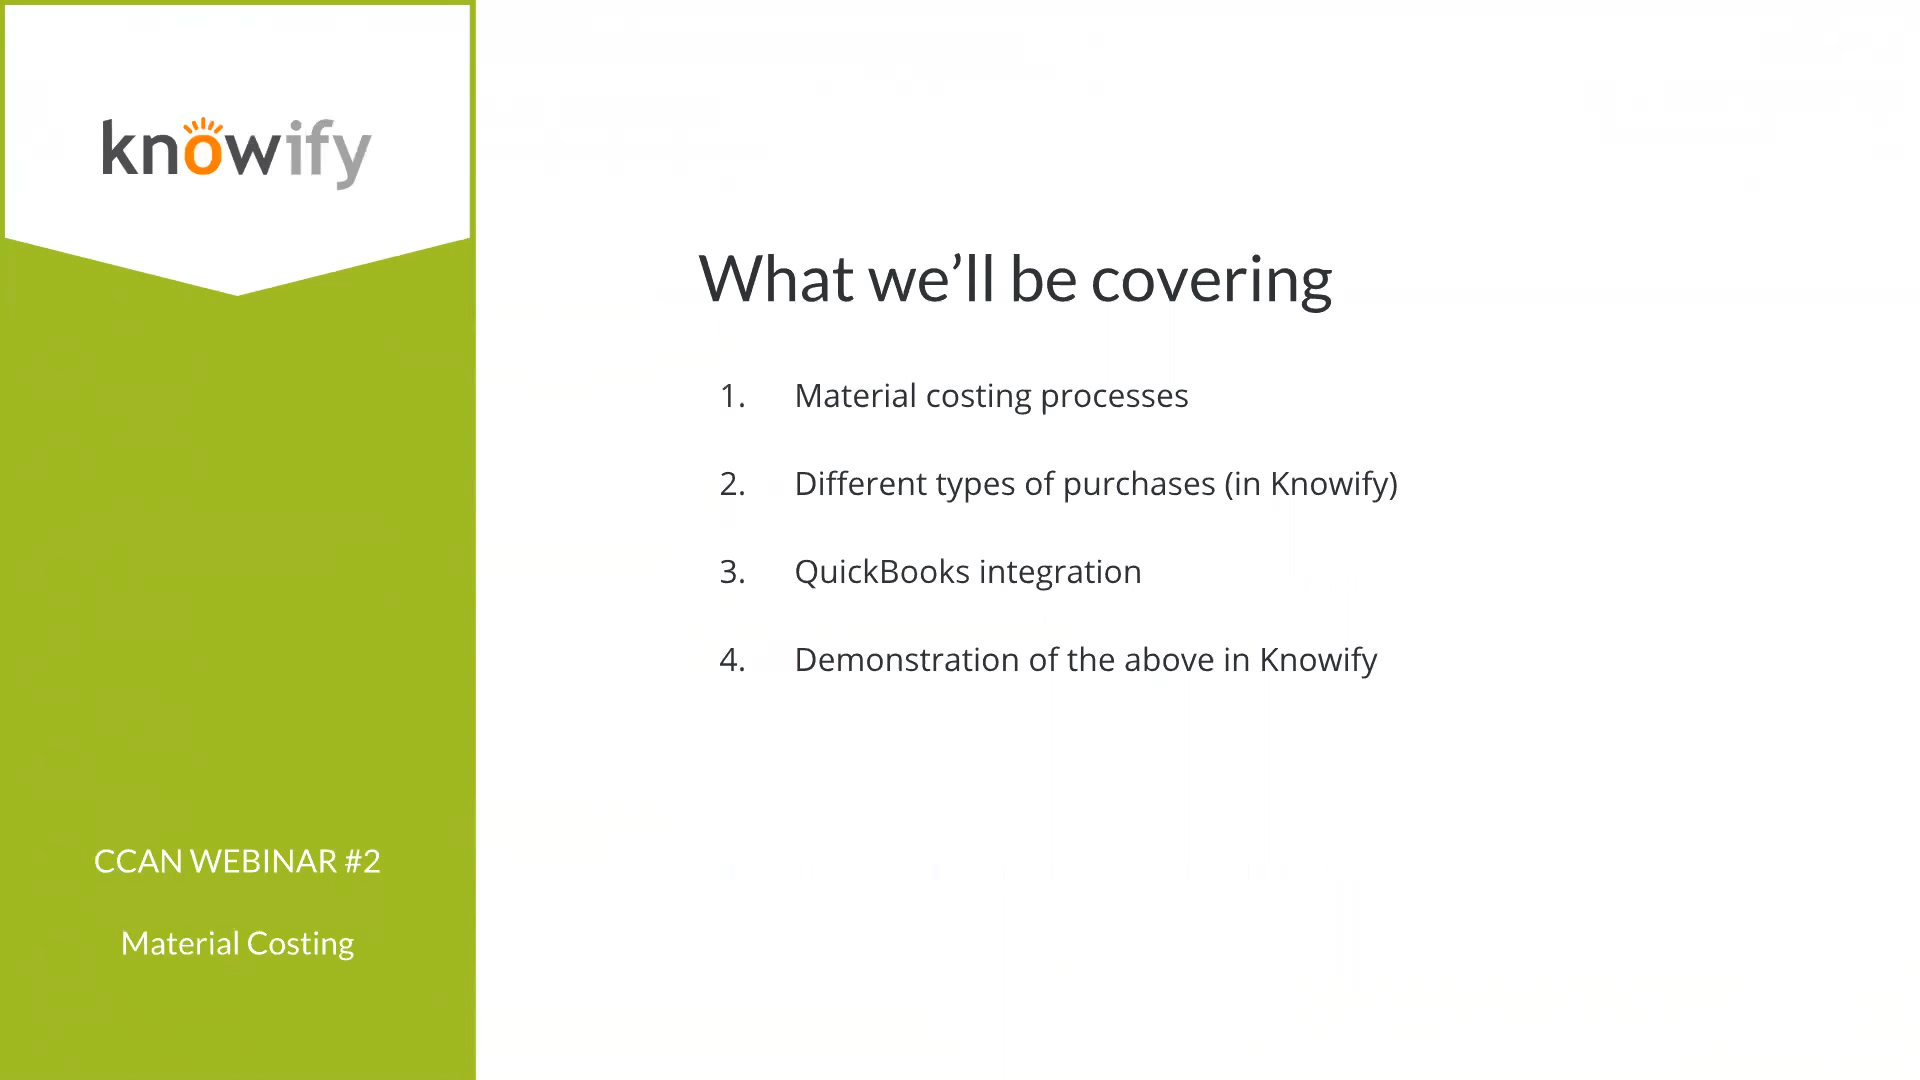 knowify
What we’ll be covering
1. Material costing processes
2. Different types of purchases (in Knowify)
3. QuickBooks integration
4. Demonstration of the above in Knowify
CCAN WEBINAR #2
Material Costing